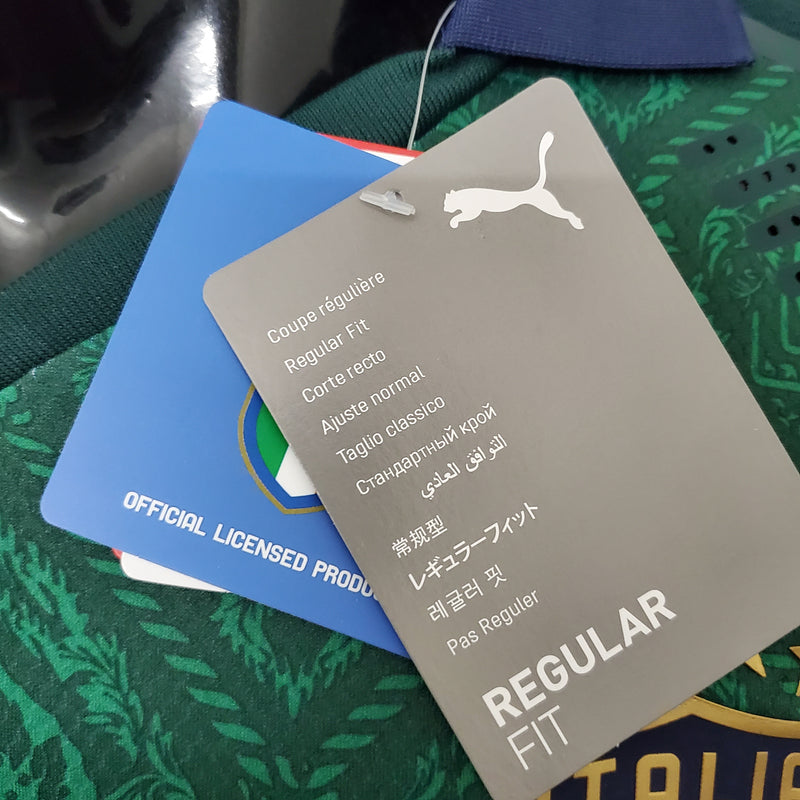 Coupe régulière
Regular Fit
Corte recto
Ajuste normal
Taglio classico
Стандартный крой
التوافق العادي
常规型
レギュラーフィット
레귤러 핏
Pas Reguler
REGULAR
FIT
OFFICIAL LICENSED PRODU
ITALIA